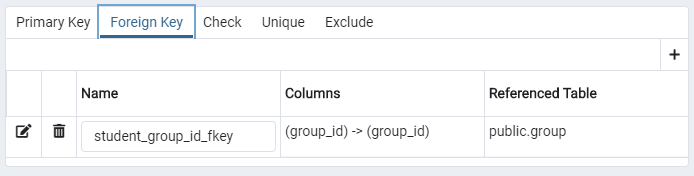 Primary Key Foreign Key Check Unique Exclude
+
Name Columns Referenced Table
student_group_id_fkey (group_id) -> (group_id) public.group